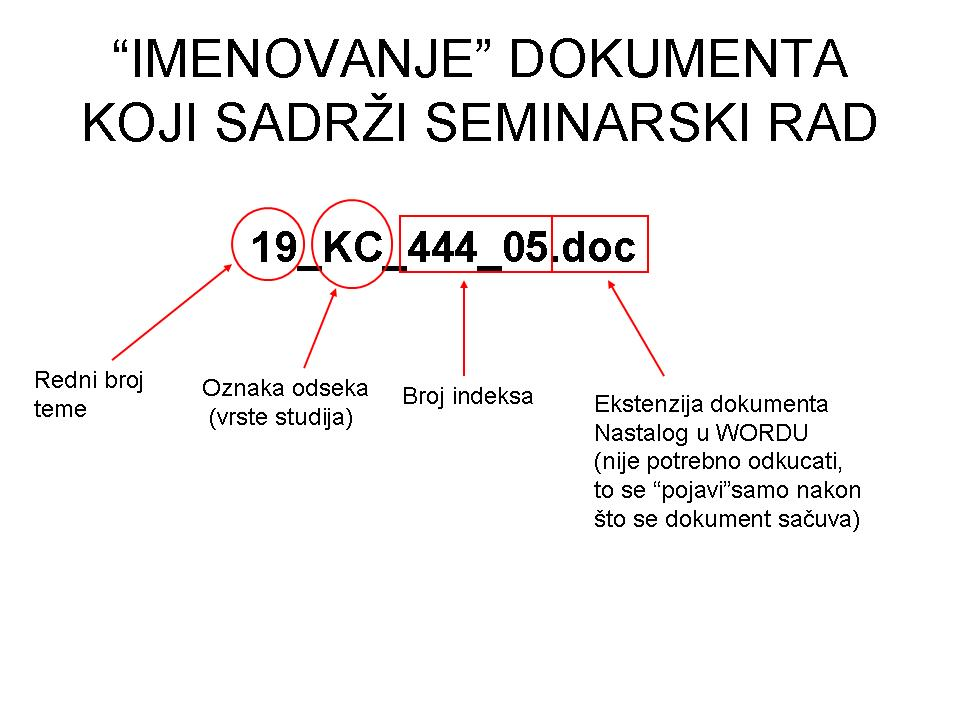 “IMENOVANJE” DOKUMENTA
KOJI SADRŽI SEMINARSKI RAD
19_KC_444_05.doc
Redni broj
teme
Oznaka odseka
(vrste studija)
Broj indeksa
Ekstenzija dokumenta
Nastalog u WORDU
(nije potrebno odkucati,
to se “pojavi”samo nakon
što se dokument sačuva)